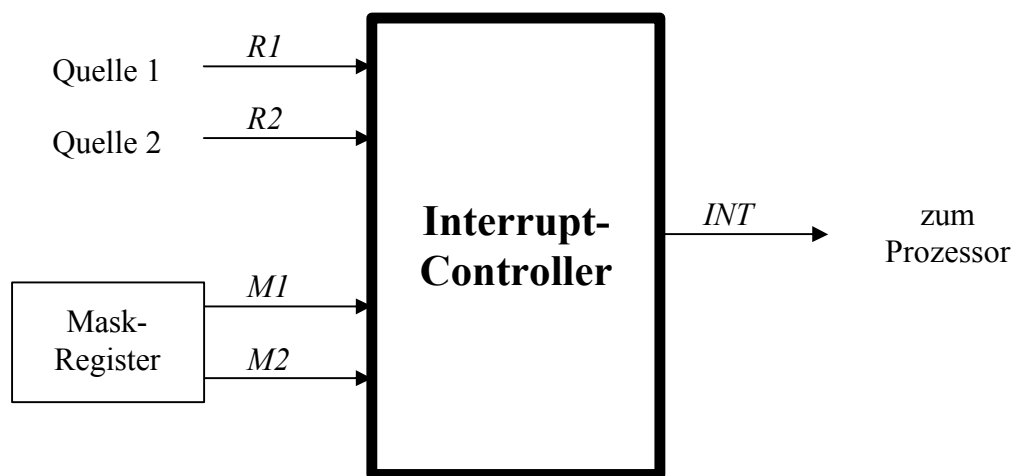 Quelle 1
R1
Quelle 2
R2
Interrupt-
Controller
INT
zum
Prozessor
Mask-
Register
M1
M2